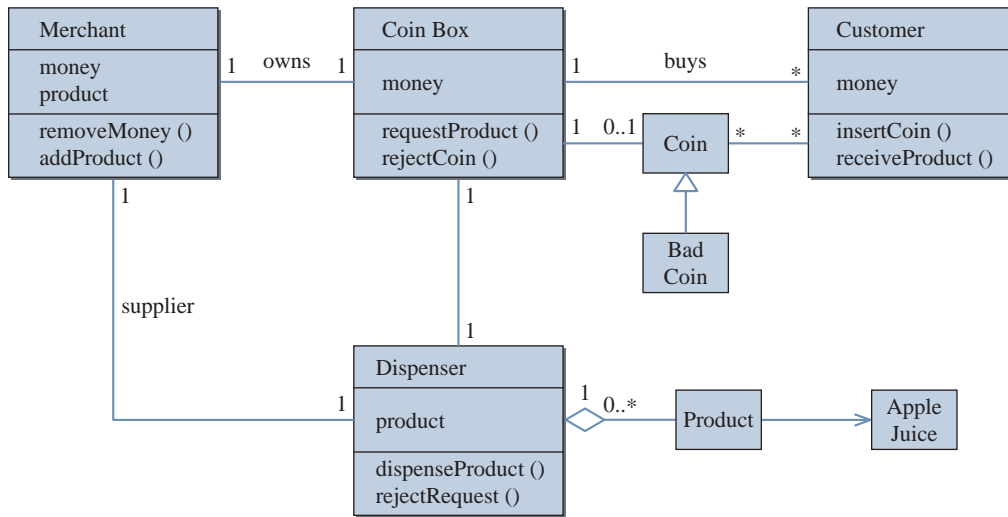 Merchant
money
product
removeMoney ()
addProduct ()
1
owns
1
Coin Box
money
requestProduct ()
rejectCoin ()
1
buys
*
Customer
money
insertCoin ()
receiveProduct ()
1
0..1
Coin
*
*
Bad
Coin
1
supplier
1
1
1
Dispenser
product
dispenseProduct ()
rejectRequest ()
1
0..*
Product
Apple
Juice